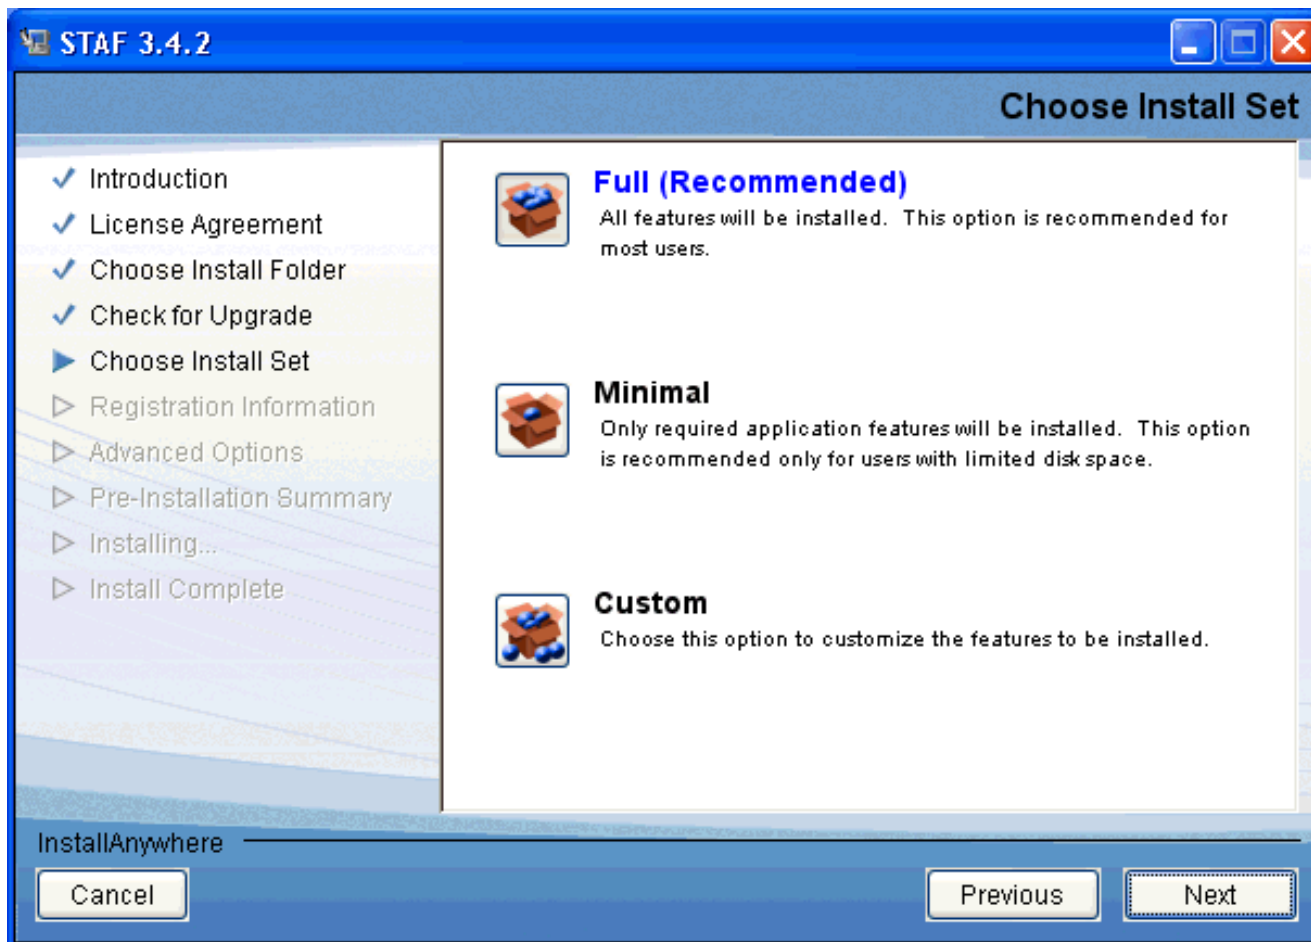 STAF 3.4.2
Choose Install Set
Introduction
License Agreement
Choose Install Folder
Check for Upgrade
Choose Install Set
Registration Information
Advanced Options
Pre-Installation Summary
Installing...
Install Complete
Full (Recommended)
All features will be installed. This option is recommended for
most users.
Minimal
Only required application features will be installed. This option
is recommended only for users with limited disk space.
Custom
Choose this option to customize the features to be installed.
InstallAnywhere
Cancel
Previous
Next